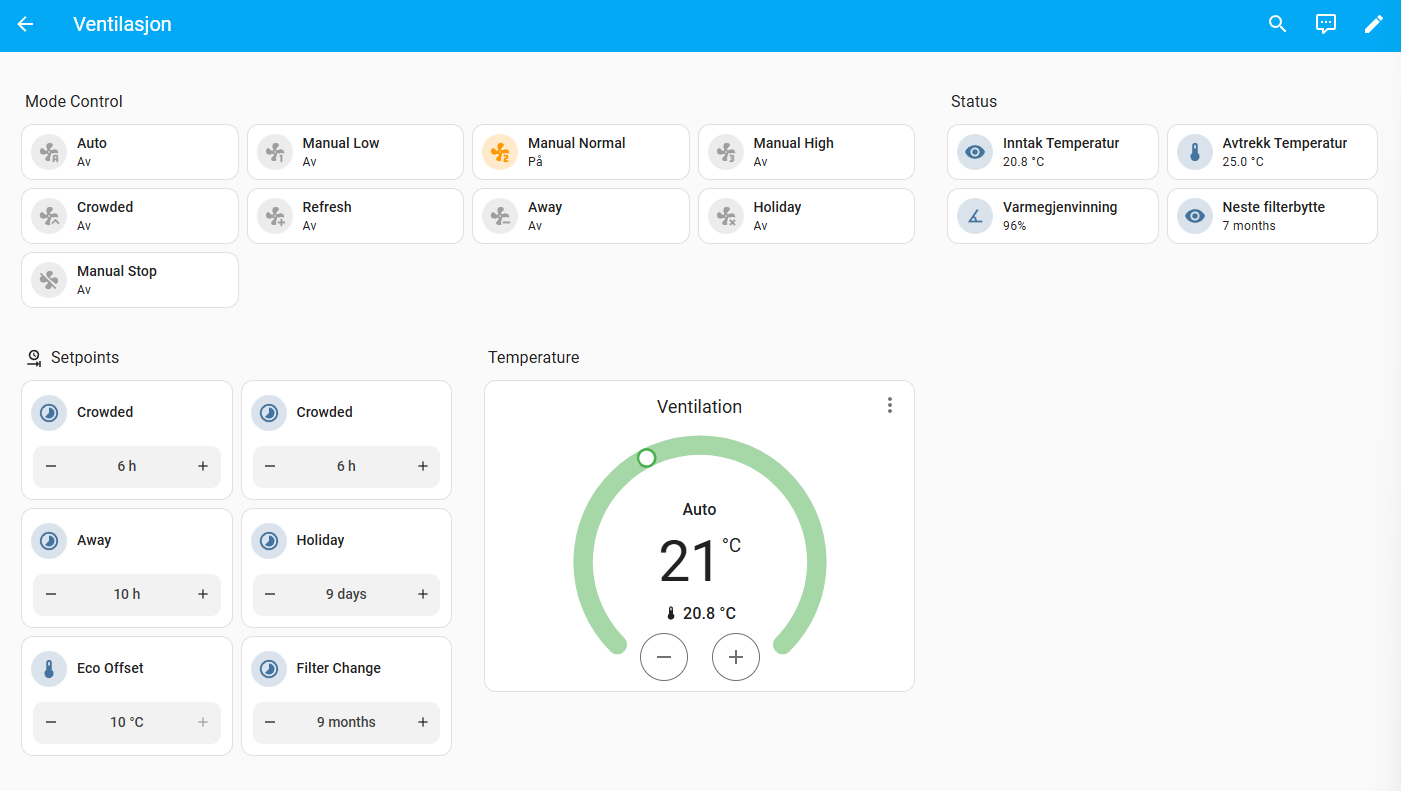 Ventilasjon
Mode Control
Auto
Av
Manual Low
Av
Manual Normal
På
Manual High
Av
Crowded
Av
Refresh
Av
Away
Av
Holiday
Av
Manual Stop
Av
Status
Inntak Temperatur
20.8 °C
Avtrekk Temperatur
25.0 °C
Varmegjenvinning
96%
Neste filterbytte
7 months
Setpoints
Crowded
− 6 h +
Crowded
− 6 h +
Away
− 10 h +
Holiday
− 9 days +
Eco Offset
− 10 °C +
Filter Change
− 9 months +
Temperature
Ventilation
Auto
21 °C
20.8 °C
− +